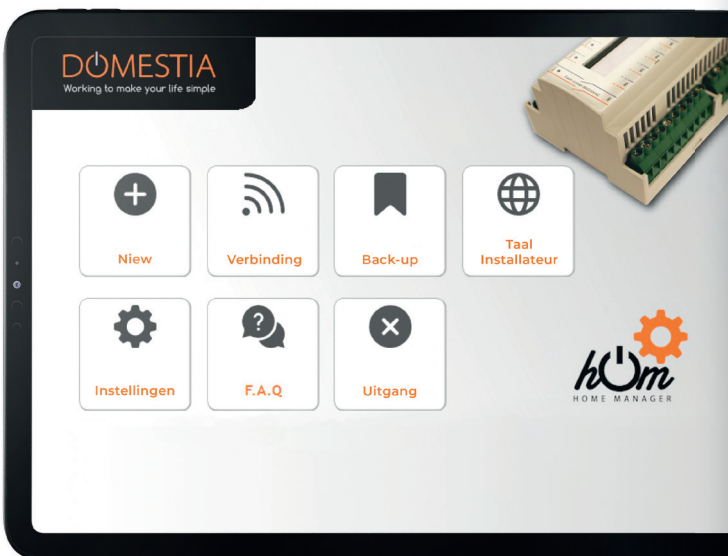 DOMESTIA
Working to make your life simple
Niew
Verbinding
Back-up
Taal
Installateur
Instellingen
F.A.Q
Uitgang
hom
HOME MANAGER